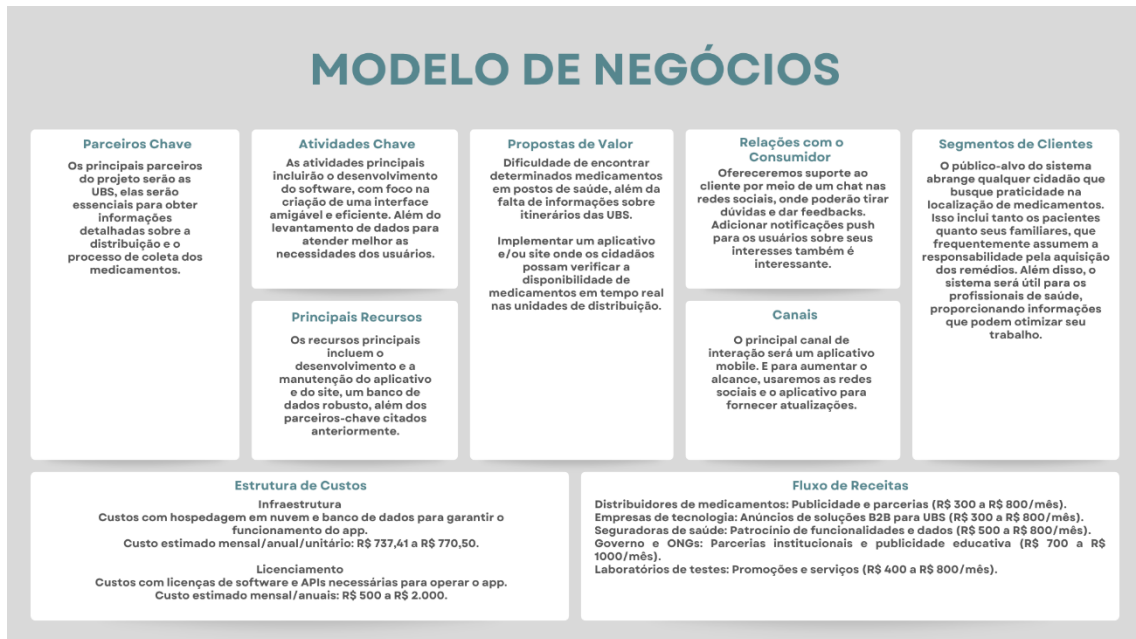 MODELO DE NEGÓCIOS
Parceiros Chave
Os principais parceiros
do projeto serão as
UBS, elas serão
essenciais para obter
informações
detalhadas sobre a
distribuição e o
processo de coleta dos
medicamentos.
Atividades Chave
As atividades principais
incluirão o desenvolvimento
do software, com foco na
criação de uma interface
amigável e eficiente. Além do
levantamento de dados para
atender melhor as
necessidades dos usuários.
Principais Recursos
Os recursos principais
incluem o
desenvolvimento e a
manutenção do aplicativo
e do site, um banco de
dados robusto, além dos
parceiros-chave citados
anteriormente.
Propostas de Valor
Dificuldade de encontrar
determinados medicamentos
em postos de saúde, além da
falta de informações sobre
itinerários das UBS.
Implementar um aplicativo
e/ou site onde os cidadãos
possam verificar a
disponibilidade de
medicamentos em tempo real
nas unidades de distribuição.
Relações com o
Consumidor
Ofereceremos suporte ao
cliente por meio de um chat nas
redes sociais, onde poderão tirar
dúvidas e dar feedbacks.
Adicionar notificações push
para os usuários sobre seus
interesses também é
interessante.
Canais
O principal canal de
interação será um aplicativo
mobile. E para aumentar o
alcance, usaremos as redes
sociais e o aplicativo para
fornecer atualizações.
Segmentos de Clientes
O público-alvo do sistema
abrange qualquer cidadão que
busque praticidade na
localização de medicamentos.
Isso inclui tanto os pacientes
quanto seus familiares, que
frequentemente assumem a
responsabilidade pela aquisição
dos remédios. Além disso, o
sistema será útil para os
profissionais de saúde,
proporcionando informações
que podem otimizar seu
trabalho.
Estrutura de Custos
Infraestrutura
Custos com hospedagem em nuvem e banco de dados para garantir o
funcionamento do app.
Custo estimado mensal/anual/unitário: R$ 737,41 a R$ 770,50.
Licenciamento
Custos com licenças de software e APIs necessárias para operar o app.
Custo estimado mensal/anuais: R$ 500 a R$ 2.000.
Fluxo de Receitas
Distribuidores de medicamentos: Publicidade e parcerias (R$ 300 a R$ 800/mês).
Empresas de tecnologia: Anúncios de soluções B2B para UBS (R$ 300 a R$ 800/mês).
Seguradoras de saúde: Patrocínio de funcionalidades e dados (R$ 500 a R$ 800/mês).
Governo e ONGs: Parcerias institucionais e publicidade educativa (R$ 700 a R$
1000/mês).
Laboratórios de testes: Promoções e serviços (R$ 400 a R$ 800/mês).